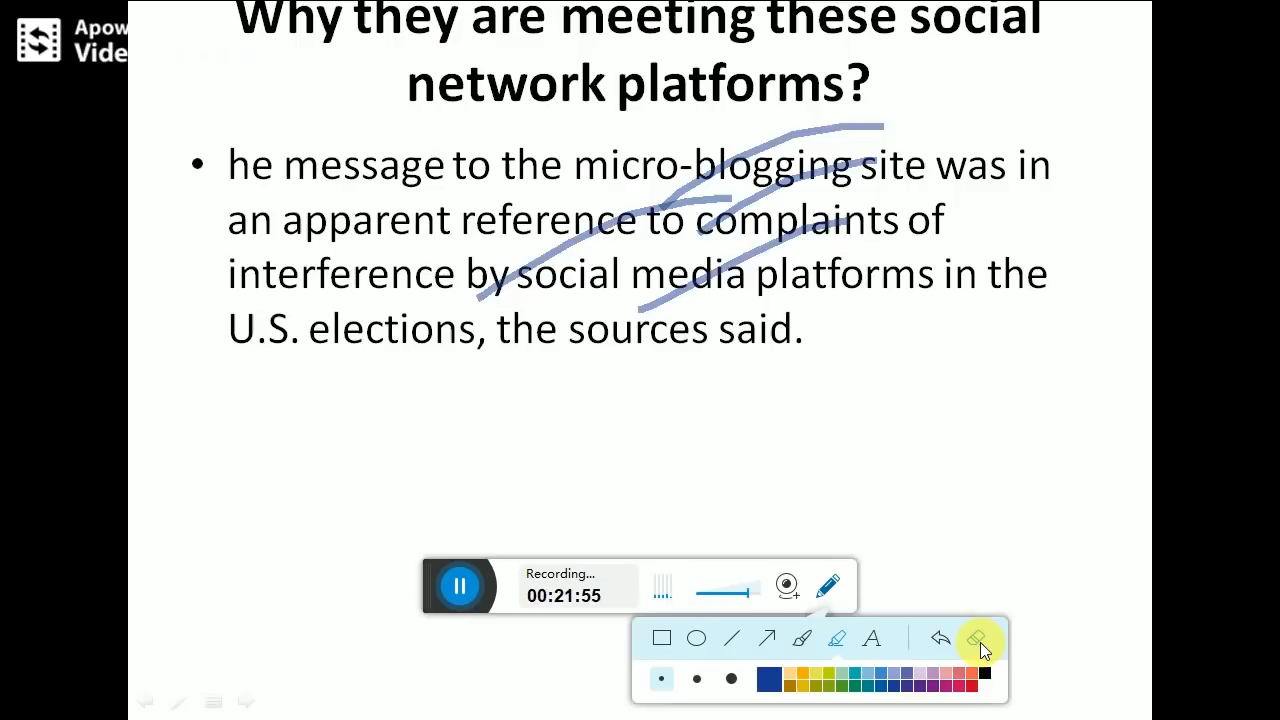 Why they are meeting these social
network platforms?
Apow
Vide
• he message to the micro-blogging site was in
an apparent reference to complaints of
interference by social media platforms in the
U.S. elections, the sources said.
Recording...
00:21:55
A